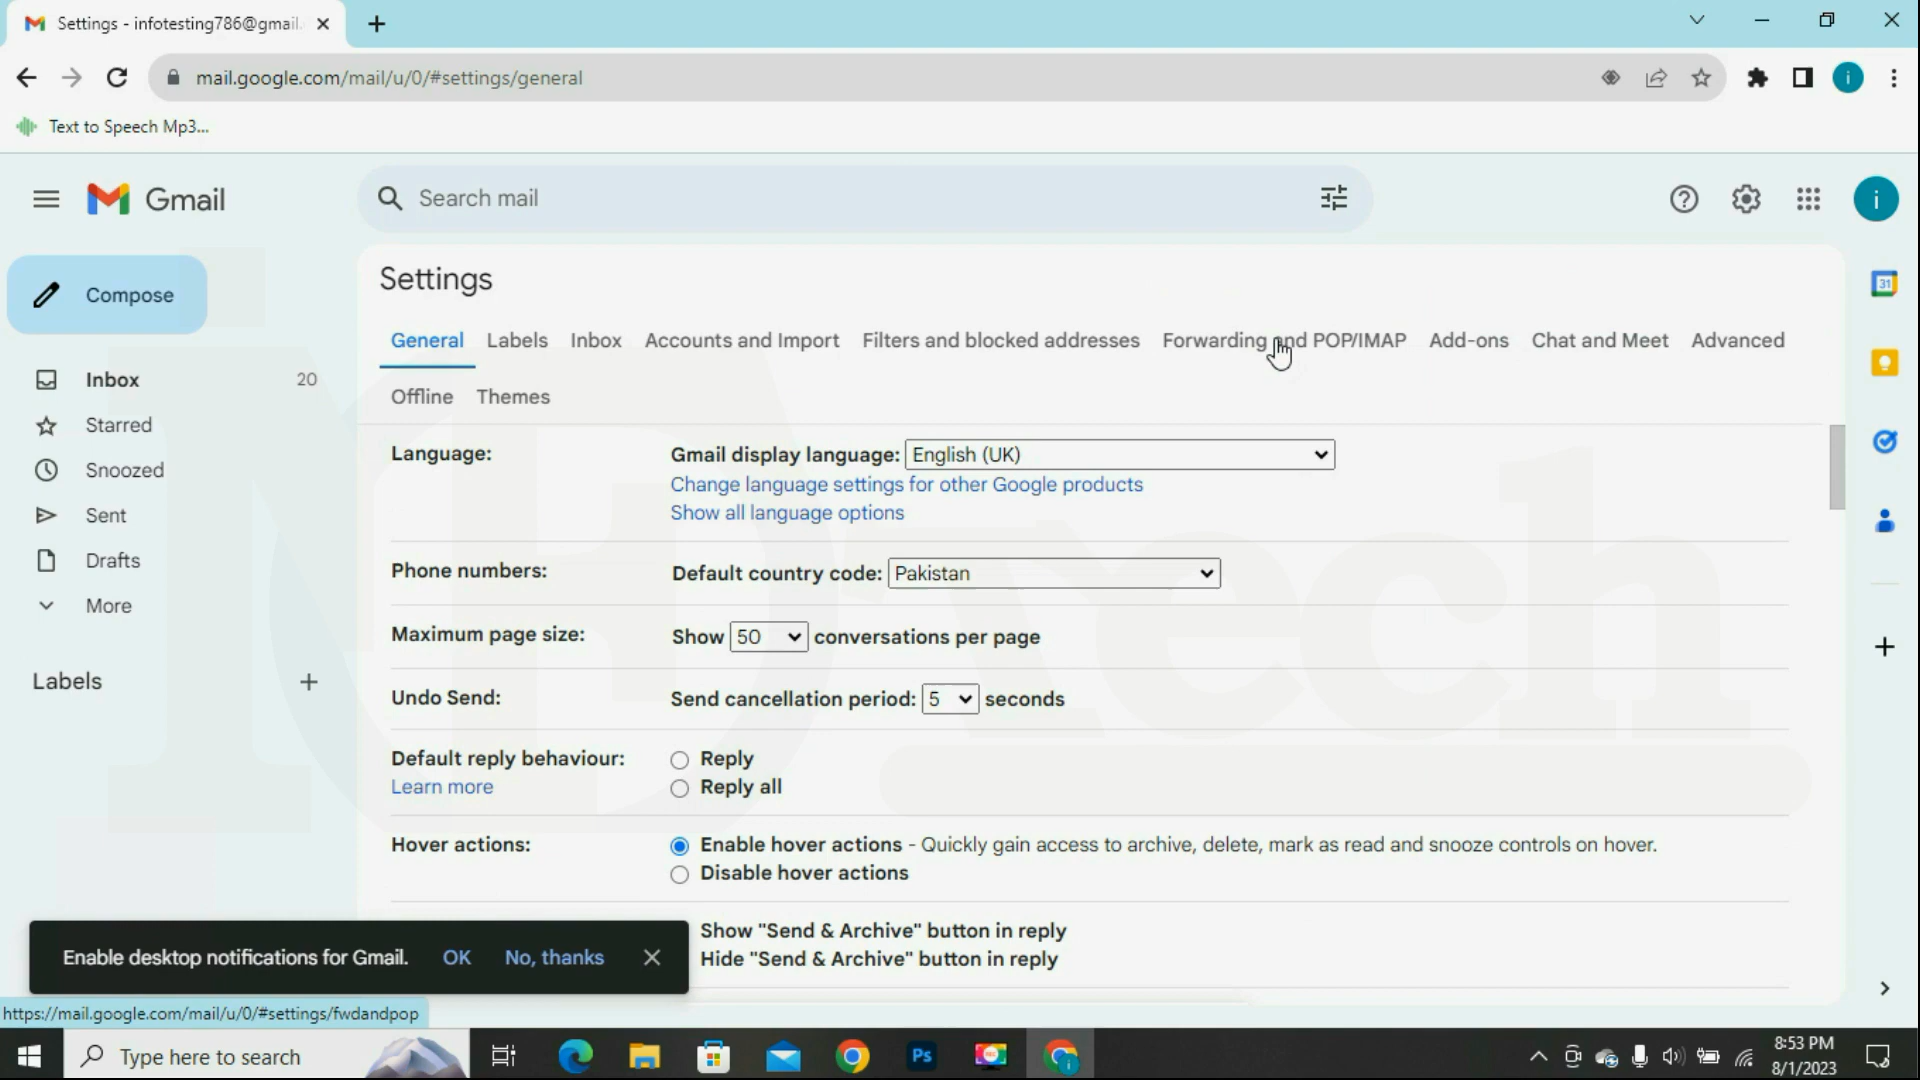 Settings - infotesting786@gmail.
mail.google.com/mail/u/0/#settings/general
i
Text to Speech Mp3...
Gmail
Search mail
i
Compose
Inbox 20
Starred
Snoozed
Sent
Drafts
More
Labels
Settings
General Labels Inbox Accounts and Import Filters and blocked addresses Forwarding and POP/IMAP Add-ons Chat and Meet Advanced
Offline Themes
Language: Gmail display language: English (UK)
Change language settings for other Google products
Show all language options
Phone numbers: Default country code: Pakistan
Maximum page size: Show 50 conversations per page
Undo Send: Send cancellation period: 5 seconds
Default reply behaviour: Reply
Learn more Reply all
Hover actions: Enable hover actions - Quickly gain access to archive, delete, mark as read and snooze controls on hover.
Disable hover actions
Show "Send & Archive" button in reply
Hide "Send & Archive" button in reply
Enable desktop notifications for Gmail. OK No, thanks
31
https://mail.google.com/mail/u/0/#settings/fwdandpop
Type here to search
Ps
8:53 PM
8/1/2023